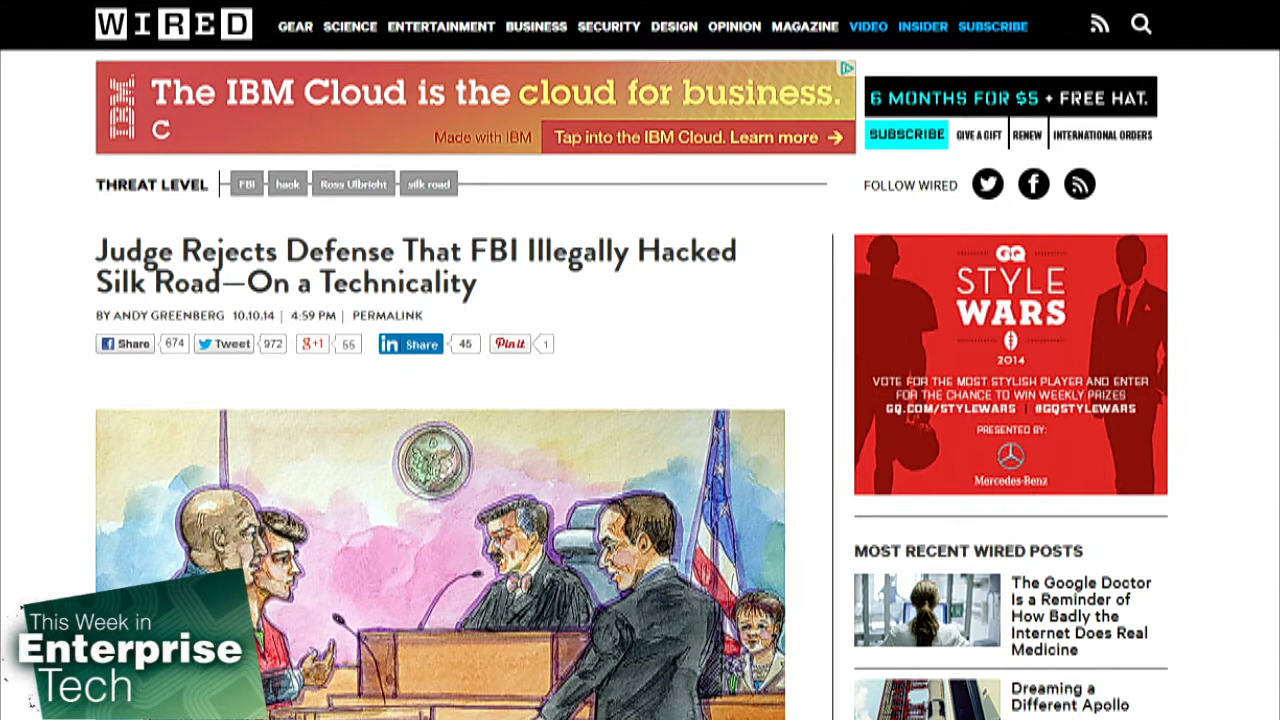 WIRED
GEAR SCIENCE ENTERTAINMENT BUSINESS SECURITY DESIGN OPINION MAGAZINE VIDEO INSIDER SUBSCRIBE
IBM
The IBM Cloud is the cloud for business.
C
Made with IBM
Tap into the IBM Cloud. Learn more →
6 MONTHS FOR $5 + FREE HAT.
SUBSCRIBE GIVE A GIFT RENEW INTERNATIONAL ORDERS
THREAT LEVEL FBI hack Ross Ulbricht silk road
FOLLOW WIRED
Judge Rejects Defense That FBI Illegally Hacked
Silk Road—On a Technicality
BY ANDY GREENBERG 10.10.14 | 4:59 PM | PERMALINK
Share 674 Tweet 972 g+1 55 in Share 45 Pin it 1
GQ
STYLE
WARS
2014
VOTE FOR THE MOST STYLISH PLAYER AND ENTER
FOR THE CHANCE TO WIN WEEKLY PRIZES
GQ.COM/STYLEWARS | #GQSTYLEWARS
PRESENTED BY:
Mercedes-Benz
MOST RECENT WIRED POSTS
The Google Doctor
Is a Reminder of
How Badly the
Internet Does Real
Medicine
Dreaming a
Different Apollo
This Week in
Enterprise
Tech